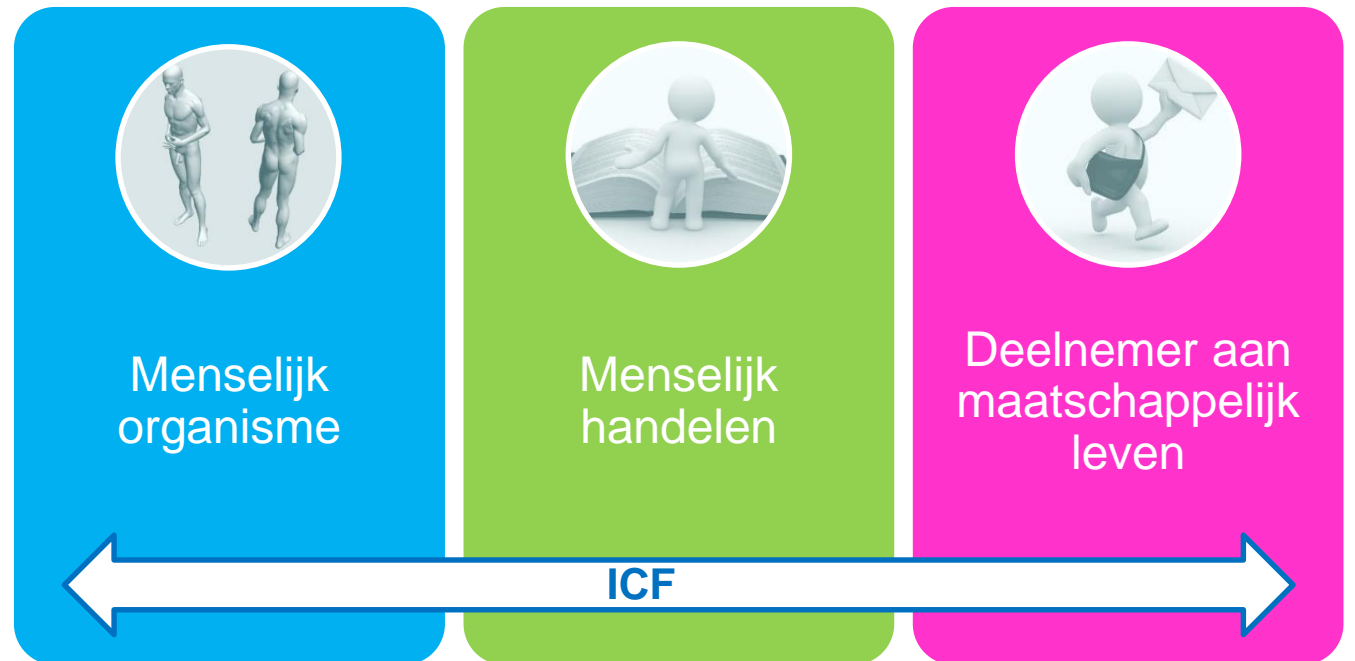 Menselijk
organisme
Menselijk
handelen
Deelnemer aan
maatschappelijk
leven
ICF